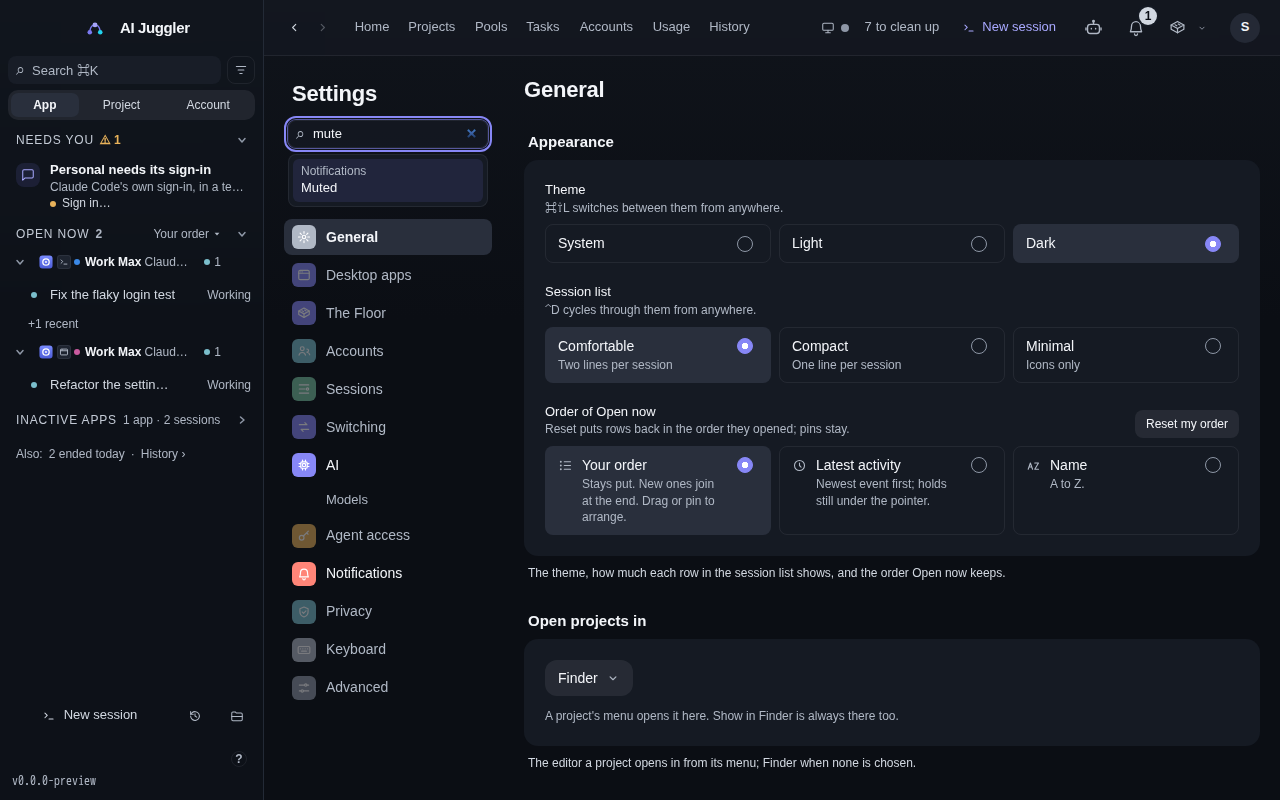 AI Juggler
Search ⌘K
App
Project
Account
NEEDS YOU
1
Personal needs its sign-in
Claude Code's own sign-in, in a te…
Sign in…
OPEN NOW 2
Your order
Work Max Claud…
1
Fix the flaky login test
Working
+1 recent
Work Max Claud…
1
Refactor the settin…
Working
INACTIVE APPS 1 app · 2 sessions
Also: 2 ended today · History ›
New session
?
v0.0.0-preview
Home
Projects
Pools
Tasks
Accounts
Usage
History
7 to clean up
New session
1
S
Settings
mute
Notifications
Muted
General
Desktop apps
The Floor
Accounts
Sessions
Switching
AI
Models
Agent access
Notifications
Privacy
Keyboard
Advanced
General
Appearance
Theme
⌘⇧L switches between them from anywhere.
System
Light
Dark
Session list
^D cycles through them from anywhere.
Comfortable
Two lines per session
Compact
One line per session
Minimal
Icons only
Order of Open now
Reset puts rows back in the order they opened; pins stay.
Reset my order
Your order
Stays put. New ones join
at the end. Drag or pin to
arrange.
Latest activity
Newest event first; holds
still under the pointer.
AZ
Name
A to Z.
The theme, how much each row in the session list shows, and the order Open now keeps.
Open projects in
Finder
A project's menu opens it here. Show in Finder is always there too.
The editor a project opens in from its menu; Finder when none is chosen.